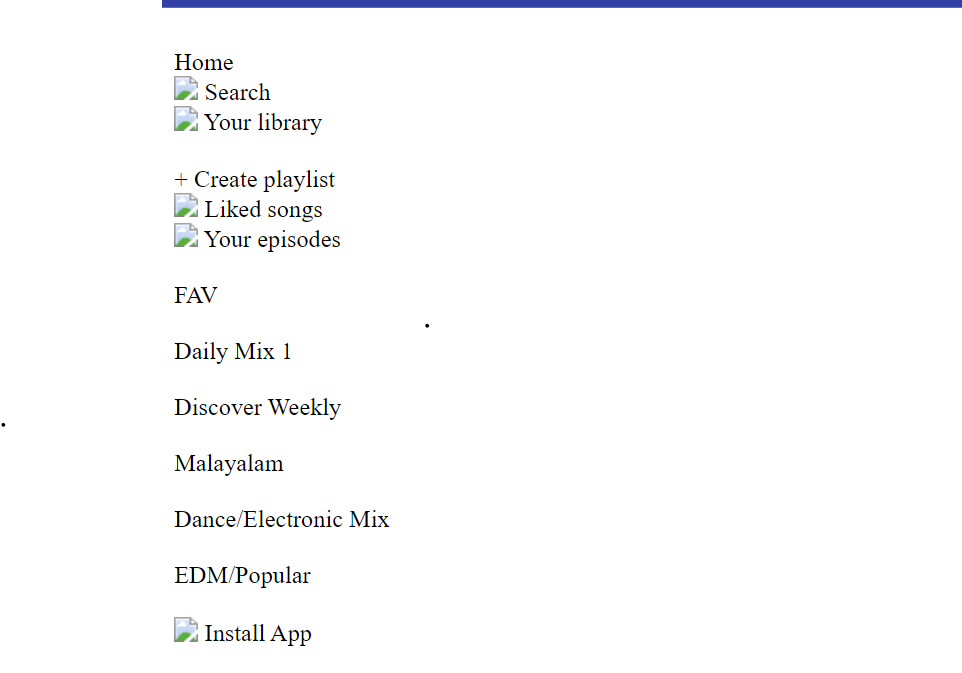 Home
Search
Your library
+ Create playlist
Liked songs
Your episodes
FAV
Daily Mix 1
Discover Weekly
Malayalam
Dance/Electronic Mix
EDM/Popular
Install App